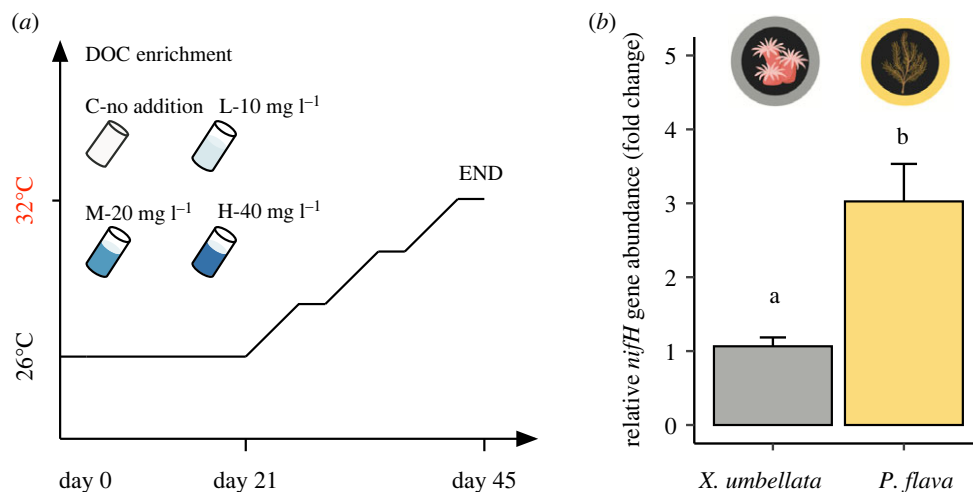 (a)
DOC enrichment
C-no addition L-10 mg l⁻¹
M-20 mg l⁻¹ H-40 mg l⁻¹
END
32°C
26°C
day 0 day 21 day 45
(b)
relative nifH gene abundance (fold change)
5
4
3
2
1
0
a
b
X. umbellata P. flava